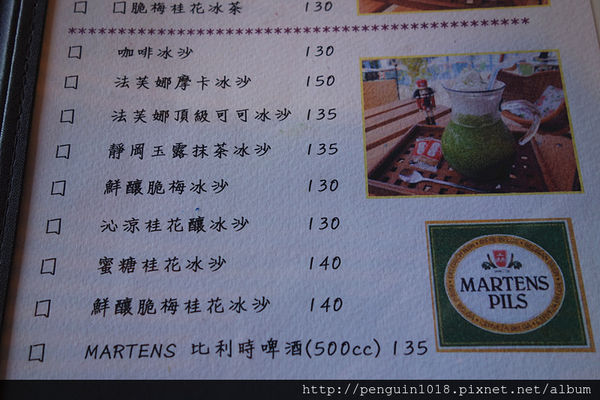 脆梅桂花冰茶 130
************************************
咖啡冰沙 130
法芙娜摩卡冰沙 150
法芙娜頂級可可冰沙 135
靜岡玉露抹茶冰沙 135
鮮釀脆梅冰沙 130
沁涼桂花釀冰沙 130
蜜糖桂花冰沙 140
鮮釀脆梅桂花冰沙 140
MARTENS 比利時啤酒(500cc) 135
MARTENS
PILS
http://penguin1018.pixnet.net/album